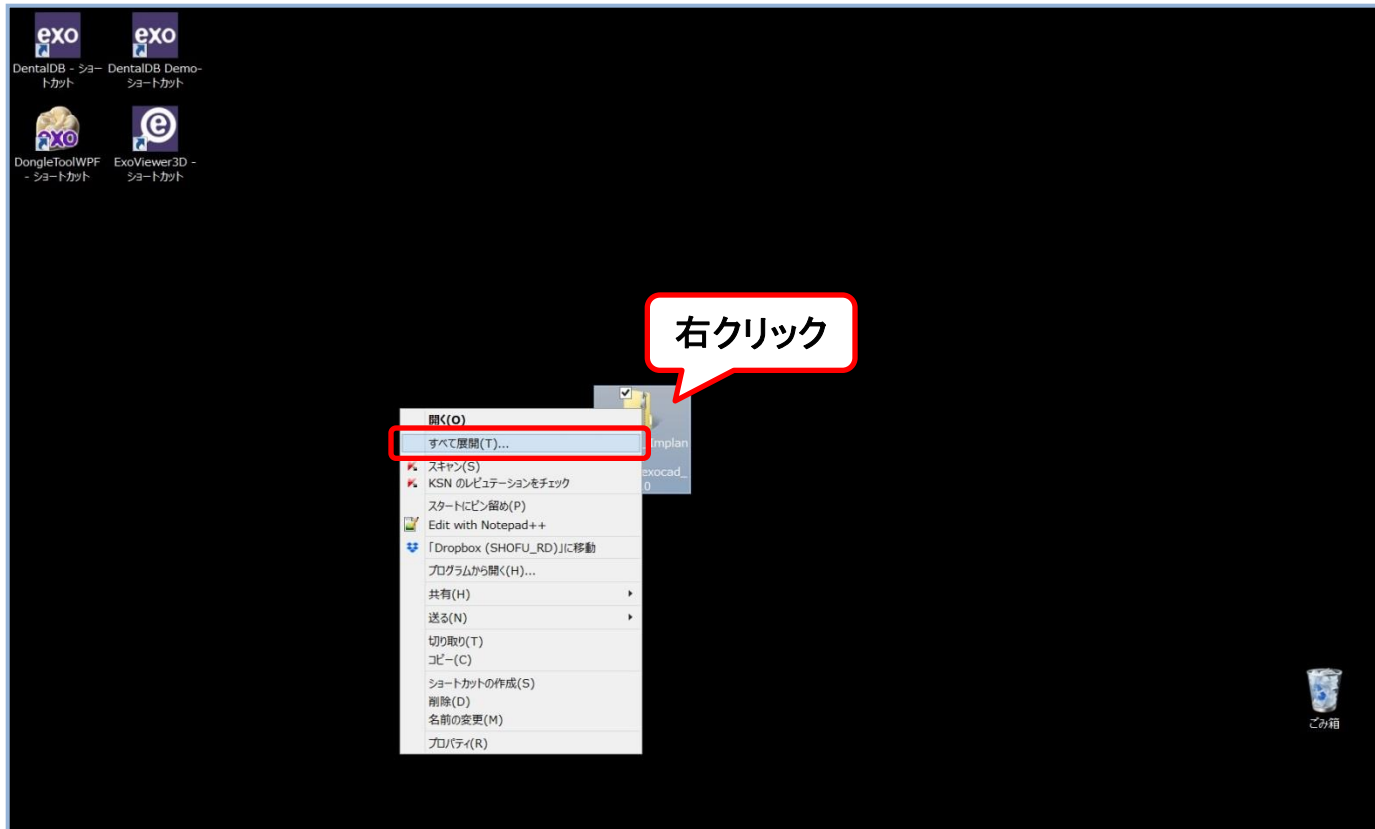 exo
exo
DentalDB - ショー
トカット
DentalDB Demo-
ショートカット
exo
e
DongleToolWPF
- ショートカット
ExoViewer3D -
ショートカット
右クリック
_Implan
exocad_
0
開く(O)
すべて展開(T)...
スキャン(S)
KSN のレピュテーションをチェック
スタートにピン留め(P)
Edit with Notepad++
「Dropbox (SHOFU_RD)」に移動
プログラムから開く(H)...
共有(H)
送る(N)
切り取り(T)
コピー(C)
ショートカットの作成(S)
削除(D)
名前の変更(M)
プロパティ(R)
ごみ箱